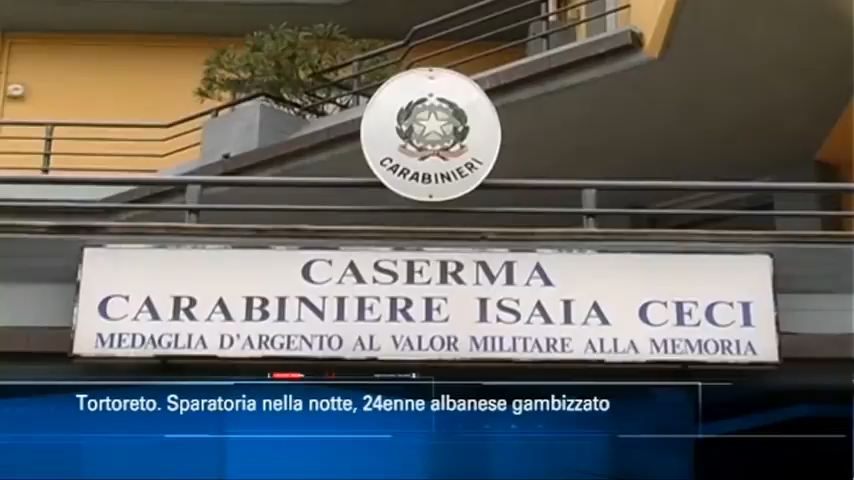 CARABINIERI
CASERMA
CARABINIERE ISAIA CECI
MEDAGLIA D'ARGENTO AL VALOR MILITARE ALLA MEMORIA
Tortoreto. Sparatoria nella notte, 24enne albanese gambizzato